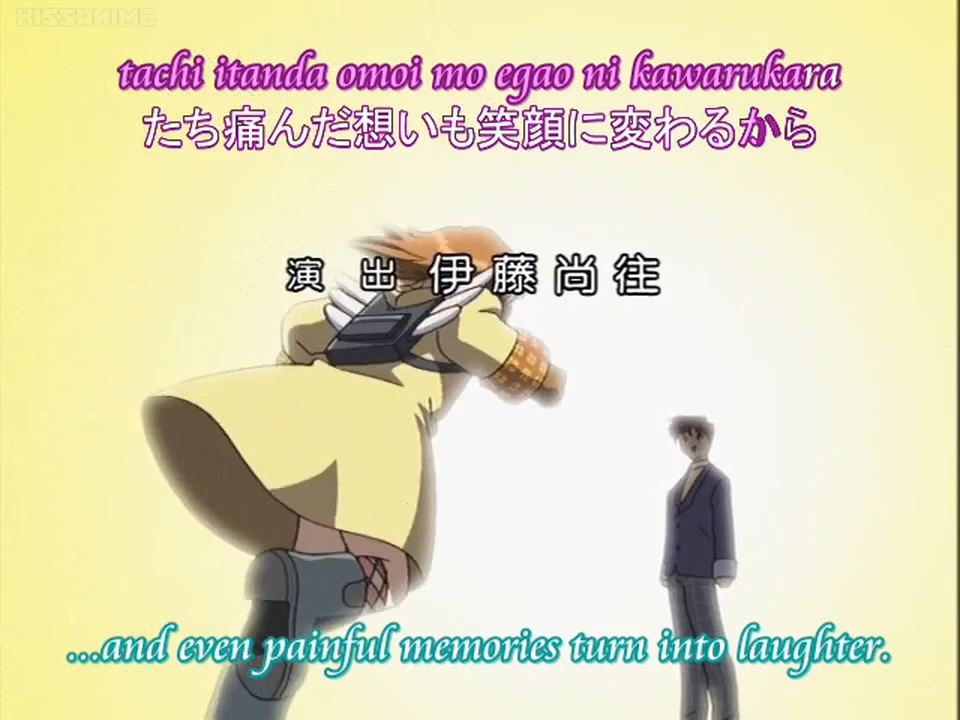 KISSANIME
tachi itanda omoi mo egao ni kawarukara
たち痛んだ想いも笑顔に変わるから
演 出 伊藤尚往
...and even painful memories turn into laughter.